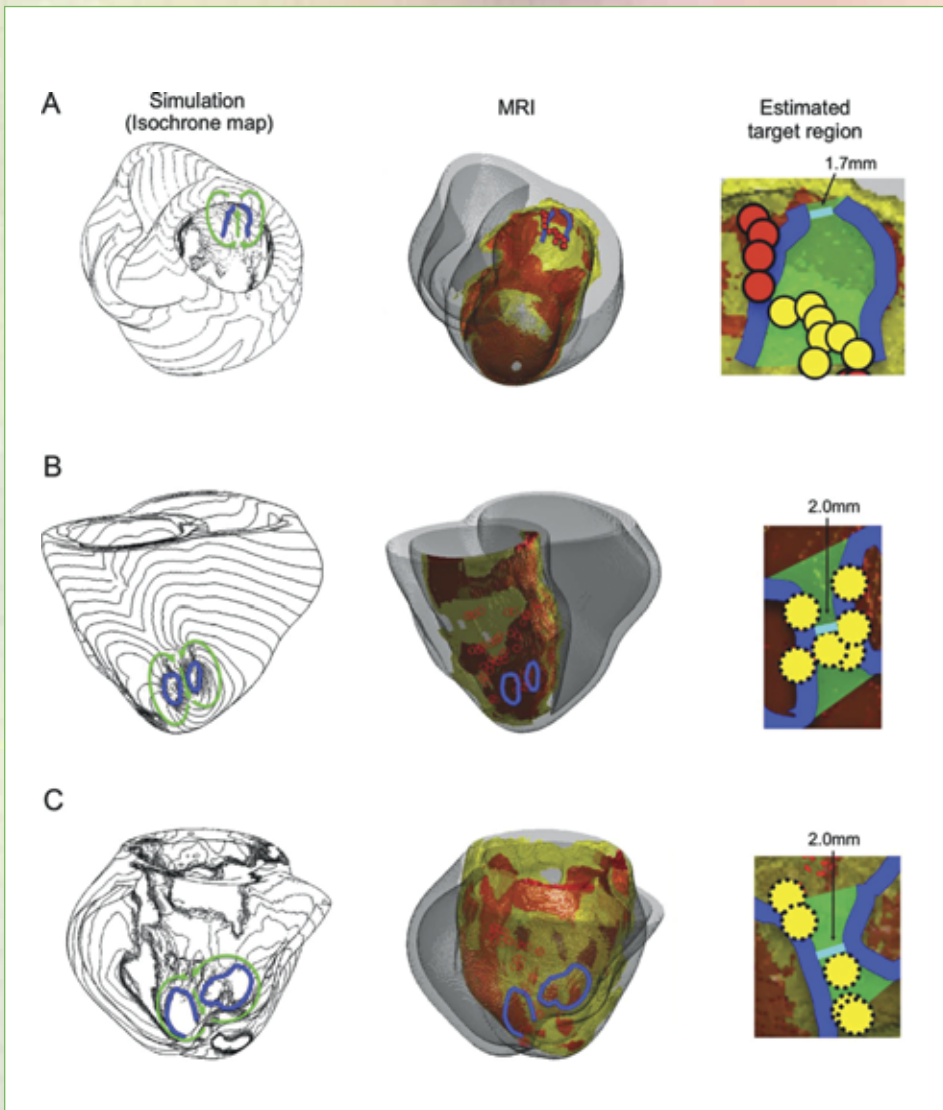 A
Simulation
(Isochrone map)
MRI
Estimated
target region
1.7mm
B
2.0mm
C
2.0mm